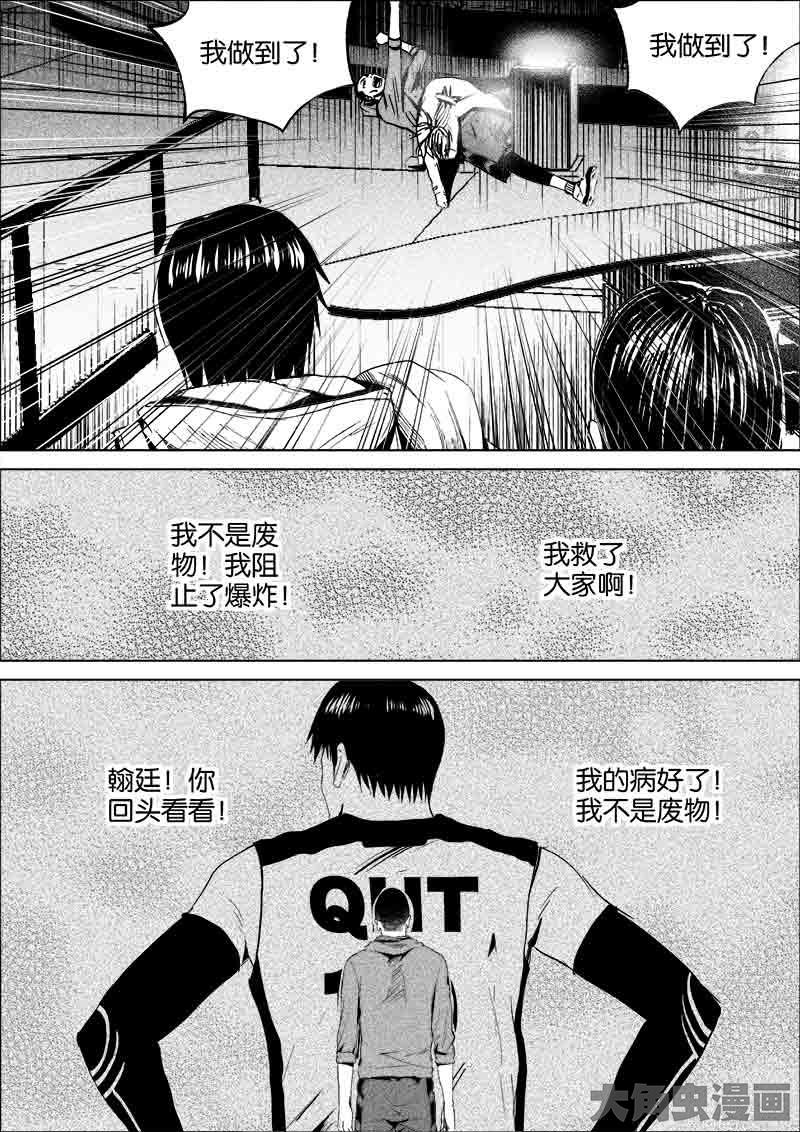 我做到了！
我做到了！
我不是废
物！我阻
止了爆炸！
我救了
大家啊！
翰廷！你
回头看看！
我的病好了！
我不是废物！
QHT
大角虫漫画